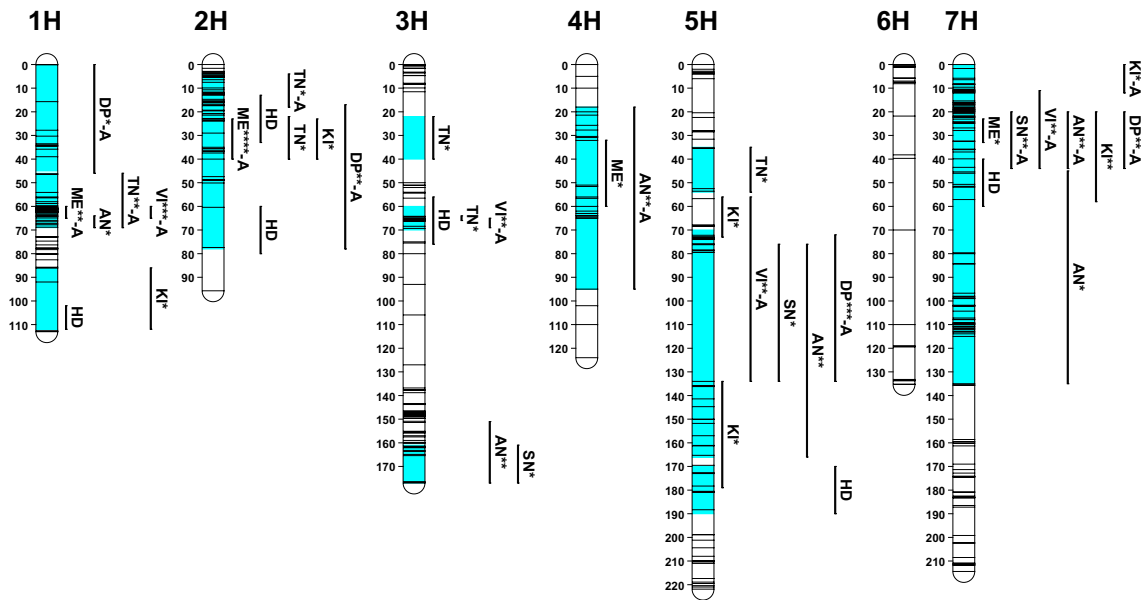 1H
2H
3H
4H
5H
6H
7H
0
10
20
30
40
50
60
70
80
90
100
110
DP*-A
ME**-A
AN*
TN**-A
VI***-A
KI*
HD
0
10
20
30
40
50
60
70
80
90
TN*-A
HD
ME****-A
TN*
KI*
DP**-A
HD
0
10
20
30
40
50
60
70
80
90
100
110
120
130
140
150
160
170
TN*
HD
TN*
VI**-A
AN**
SN*
0
10
20
30
40
50
60
70
80
90
100
110
120
ME*
AN**-A
0
10
20
30
40
50
60
70
80
90
100
110
120
130
140
150
160
170
180
190
200
210
220
TN*
KI*
VI**-A
SN*
AN**
DP***-A
KI*
HD
0
10
20
30
40
50
60
70
80
90
100
110
120
130
0
10
20
30
40
50
60
70
80
90
100
110
120
130
140
150
160
170
180
190
200
210
KI*-A
ME*
SN**-A
VI**-A
AN**-A
KI**
DP**-A
HD
AN*